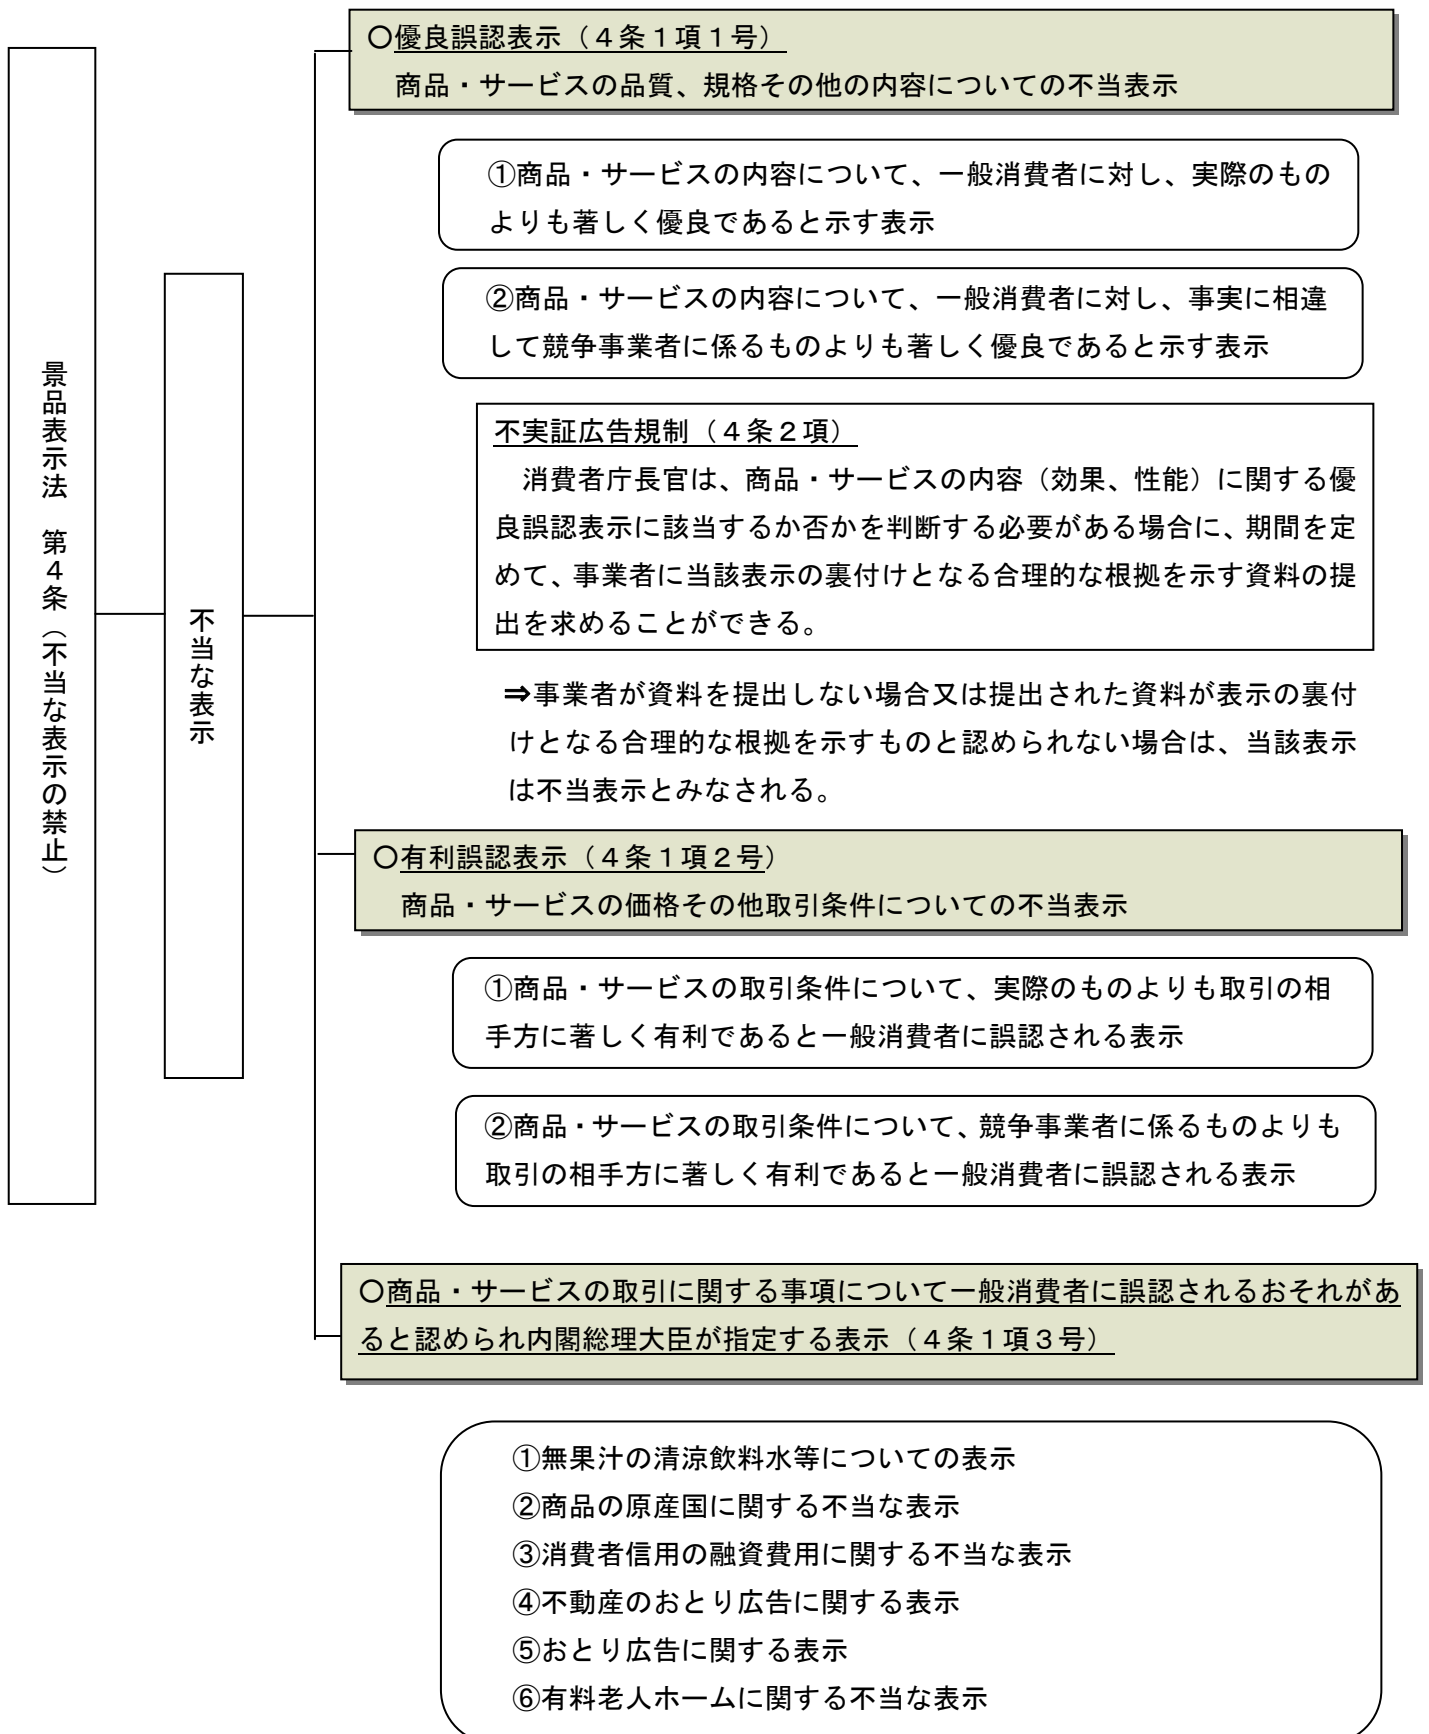 景品表示法　第４条（不当な表示の禁止）
不当な表示
○優良誤認表示（４条１項１号）
商品・サービスの品質、規格その他の内容についての不当表示
①商品・サービスの内容について、一般消費者に対し、実際のもの
よりも著しく優良であると示す表示
②商品・サービスの内容について、一般消費者に対し、事実に相違
して競争事業者に係るものよりも著しく優良であると示す表示
不実証広告規制（４条２項）
消費者庁長官は、商品・サービスの内容（効果、性能）に関する優
良誤認表示に該当するか否かを判断する必要がある場合に、期間を定
めて、事業者に当該表示の裏付けとなる合理的な根拠を示す資料の提
出を求めることができる。
⇒事業者が資料を提出しない場合又は提出された資料が表示の裏付
けとなる合理的な根拠を示すものと認められない場合は、当該表示
は不当表示とみなされる。
○有利誤認表示（４条１項２号）
商品・サービスの価格その他取引条件についての不当表示
①商品・サービスの取引条件について、実際のものよりも取引の相
手方に著しく有利であると一般消費者に誤認される表示
②商品・サービスの取引条件について、競争事業者に係るものよりも
取引の相手方に著しく有利であると一般消費者に誤認される表示
○商品・サービスの取引に関する事項について一般消費者に誤認されるおそれがあ
ると認められ内閣総理大臣が指定する表示（４条１項３号）
①無果汁の清涼飲料水等についての表示
②商品の原産国に関する不当な表示
③消費者信用の融資費用に関する不当な表示
④不動産のおとり広告に関する表示
⑤おとり広告に関する表示
⑥有料老人ホームに関する不当な表示